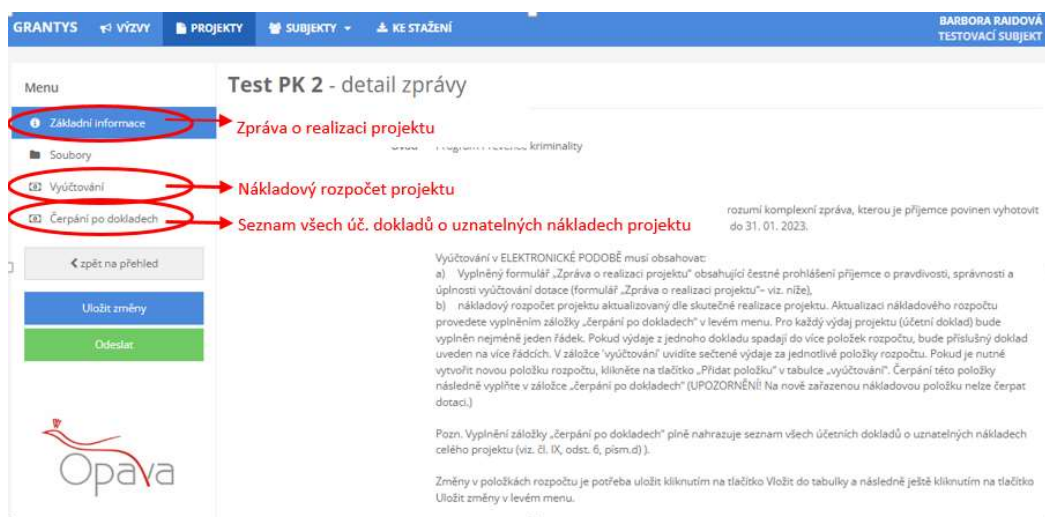 GRANTYS VÝZVY PROJEKTY SUBJEKTY KE STAŽENÍ
BARBORA RAIDOVÁ
TESTOVACÍ SUBJEKT
Menu
Test PK 2 - detail zprávy
Základní informace
Zpráva o realizaci projektu
Soubory
Program Prevence kriminality
Vyúčtování
Nákladový rozpočet projektu
Čerpání po dokladech
Seznam všech úč. dokladů o uznatelných nákladech projektu
rozumí komplexní zpráva, kterou je příjemce povinen vyhotovit
do 31. 01. 2023.
zpět na přehled
Uložit změny
Odeslat
Opava
Vyúčtování v ELEKTRONICKÉ PODOBĚ musí obsahovat:
a) Vyplněný formulář „Zpráva o realizaci projektu" obsahující čestné prohlášení příjemce o pravdivosti, správnosti a
úplnosti vyúčtování dotace (formulář „Zpráva o realizaci projektu"– viz. níže),
b) nákladový rozpočet projektu aktualizovaný dle skutečné realizace projektu. Aktualizaci nákladového rozpočtu
provedete vyplněním záložky „čerpání po dokladech" v levém menu. Pro každý výdaj projektu (účetní doklad) bude
vyplněn nejméně jeden řádek. Pokud výdaje z jednoho dokladu spadají do více položek rozpočtu, bude příslušný doklad
uveden na více řádcích. V záložce 'vyúčtování' uvidíte sečtené výdaje za jednotlivé položky rozpočtu. Pokud je nutné
vytvořit novou položku rozpočtu, klikněte na tlačítko „Přidat položku" v tabulce „vyúčtování". Čerpání této položky
následně vyplňte v záložce „čerpání po dokladech" (UPOZORNĚNÍ! Na nově zařazenou nákladovou položku nelze čerpat
dotaci.)
Pozn. Vyplnění záložky „čerpání po dokladech" plně nahrazuje seznam všech účetních dokladů o uznatelných nákladech
celého projektu (viz. čl. IX, odst. 6, písm.d) ).
Změny v položkách rozpočtu je potřeba uložit kliknutím na tlačítko Vložit do tabulky a následně ještě kliknutím na tlačítko
Uložit změny v levém menu.